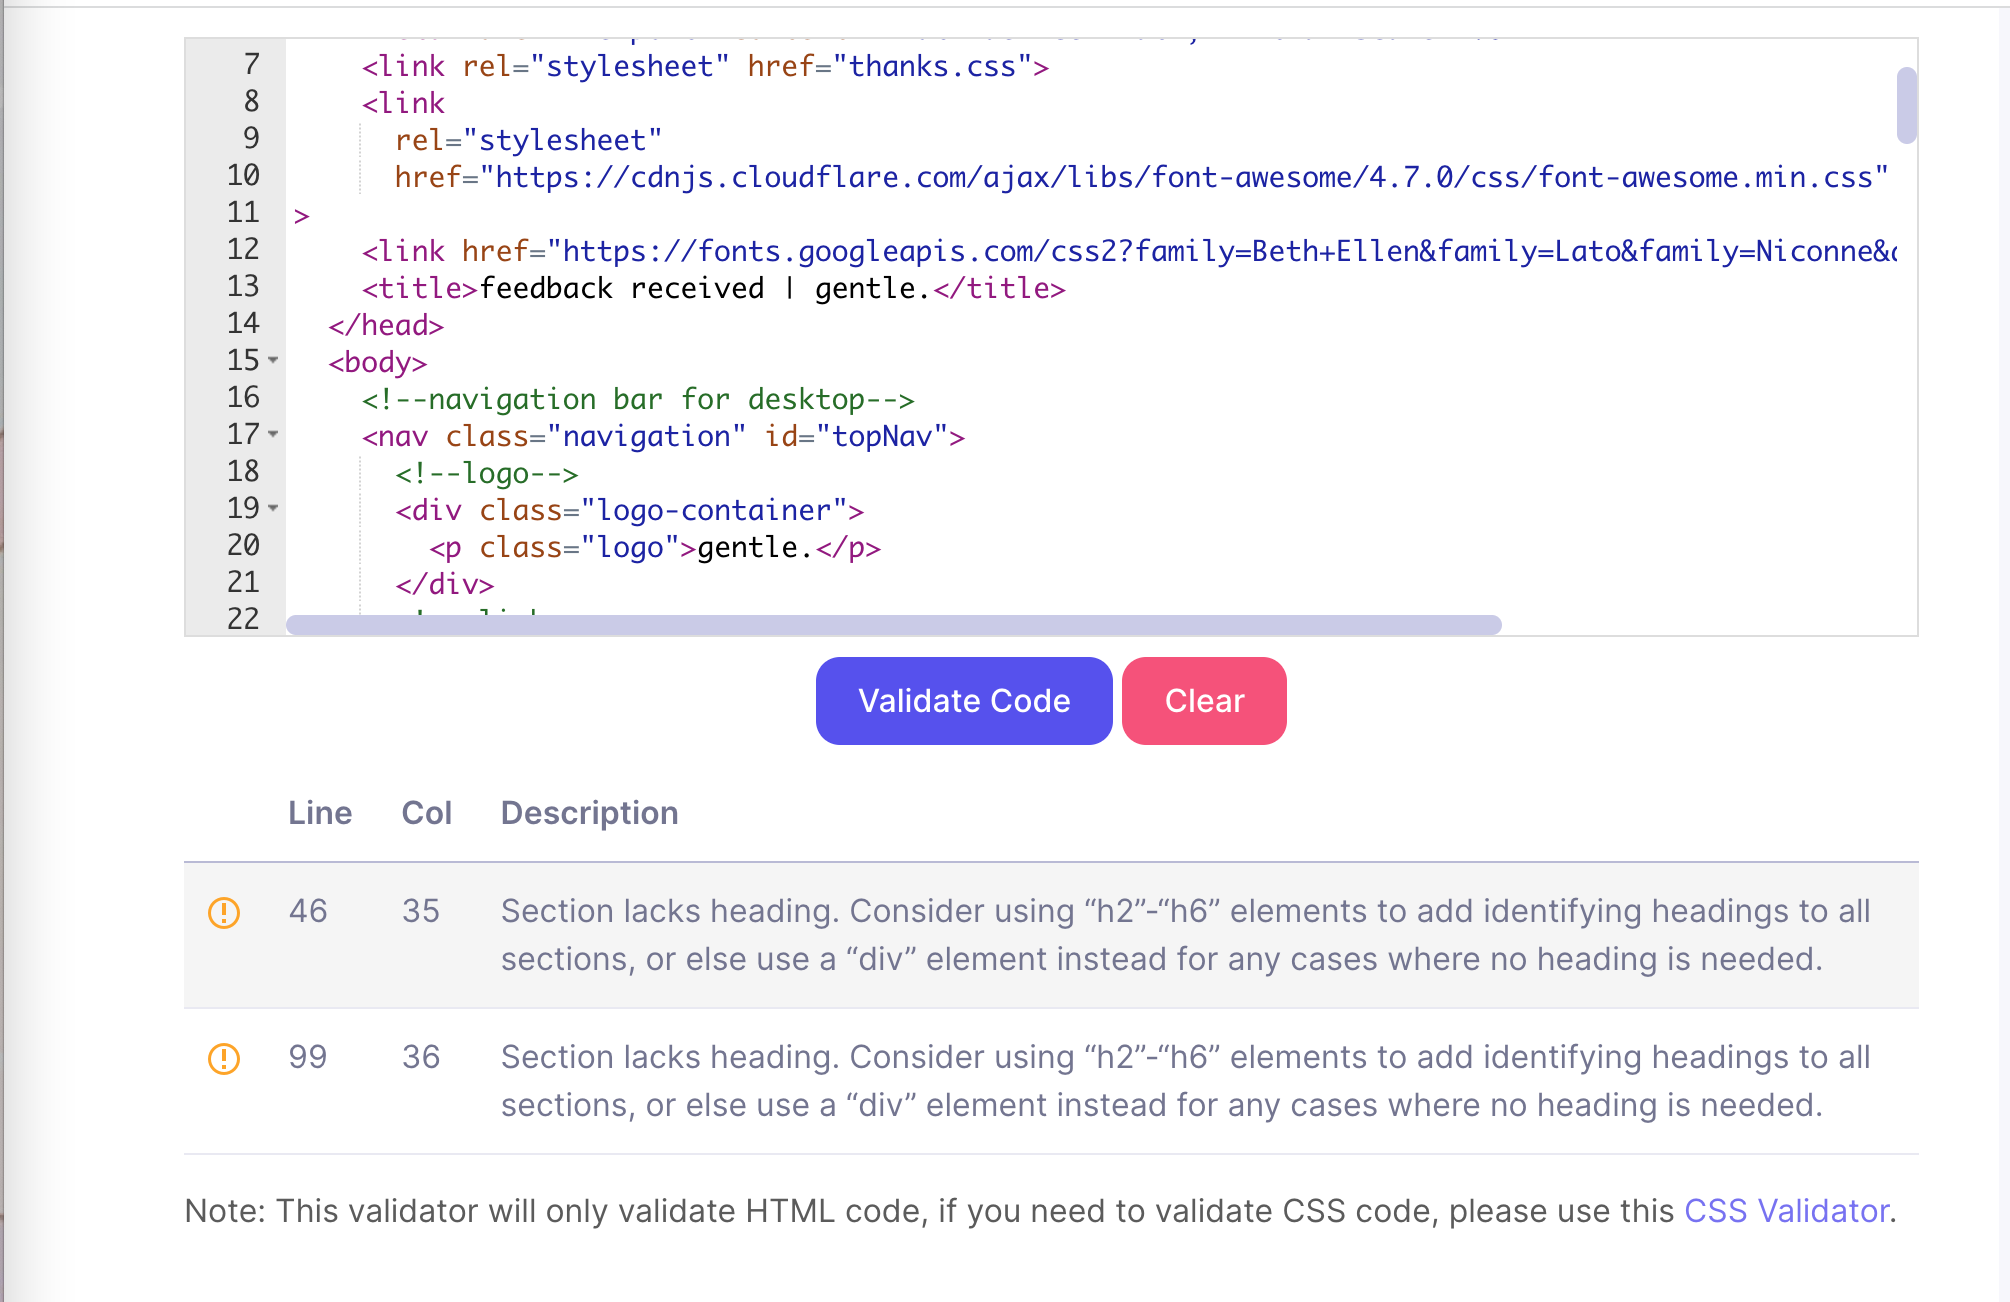 7 <link rel="stylesheet" href="thanks.css">
8 <link
9 rel="stylesheet"
10 href="https://cdnjs.cloudflare.com/ajax/libs/font-awesome/4.7.0/css/font-awesome.min.css"
11 >
12 <link href="https://fonts.googleapis.com/css2?family=Beth+Ellen&family=Lato&family=Niconne&
13 <title>feedback received | gentle.</title>
14 </head>
15 <body>
16 <!--navigation bar for desktop-->
17 <nav class="navigation" id="topNav">
18 <!--logo-->
19 <div class="logo-container">
20 <p class="logo">gentle.</p>
21 </div>
22
Validate Code Clear
Line Col Description
46 35 Section lacks heading. Consider using “h2”-“h6” elements to add identifying headings to all
sections, or else use a “div” element instead for any cases where no heading is needed.
99 36 Section lacks heading. Consider using “h2”-“h6” elements to add identifying headings to all
sections, or else use a “div” element instead for any cases where no heading is needed.
Note: This validator will only validate HTML code, if you need to validate CSS code, please use this CSS Validator.